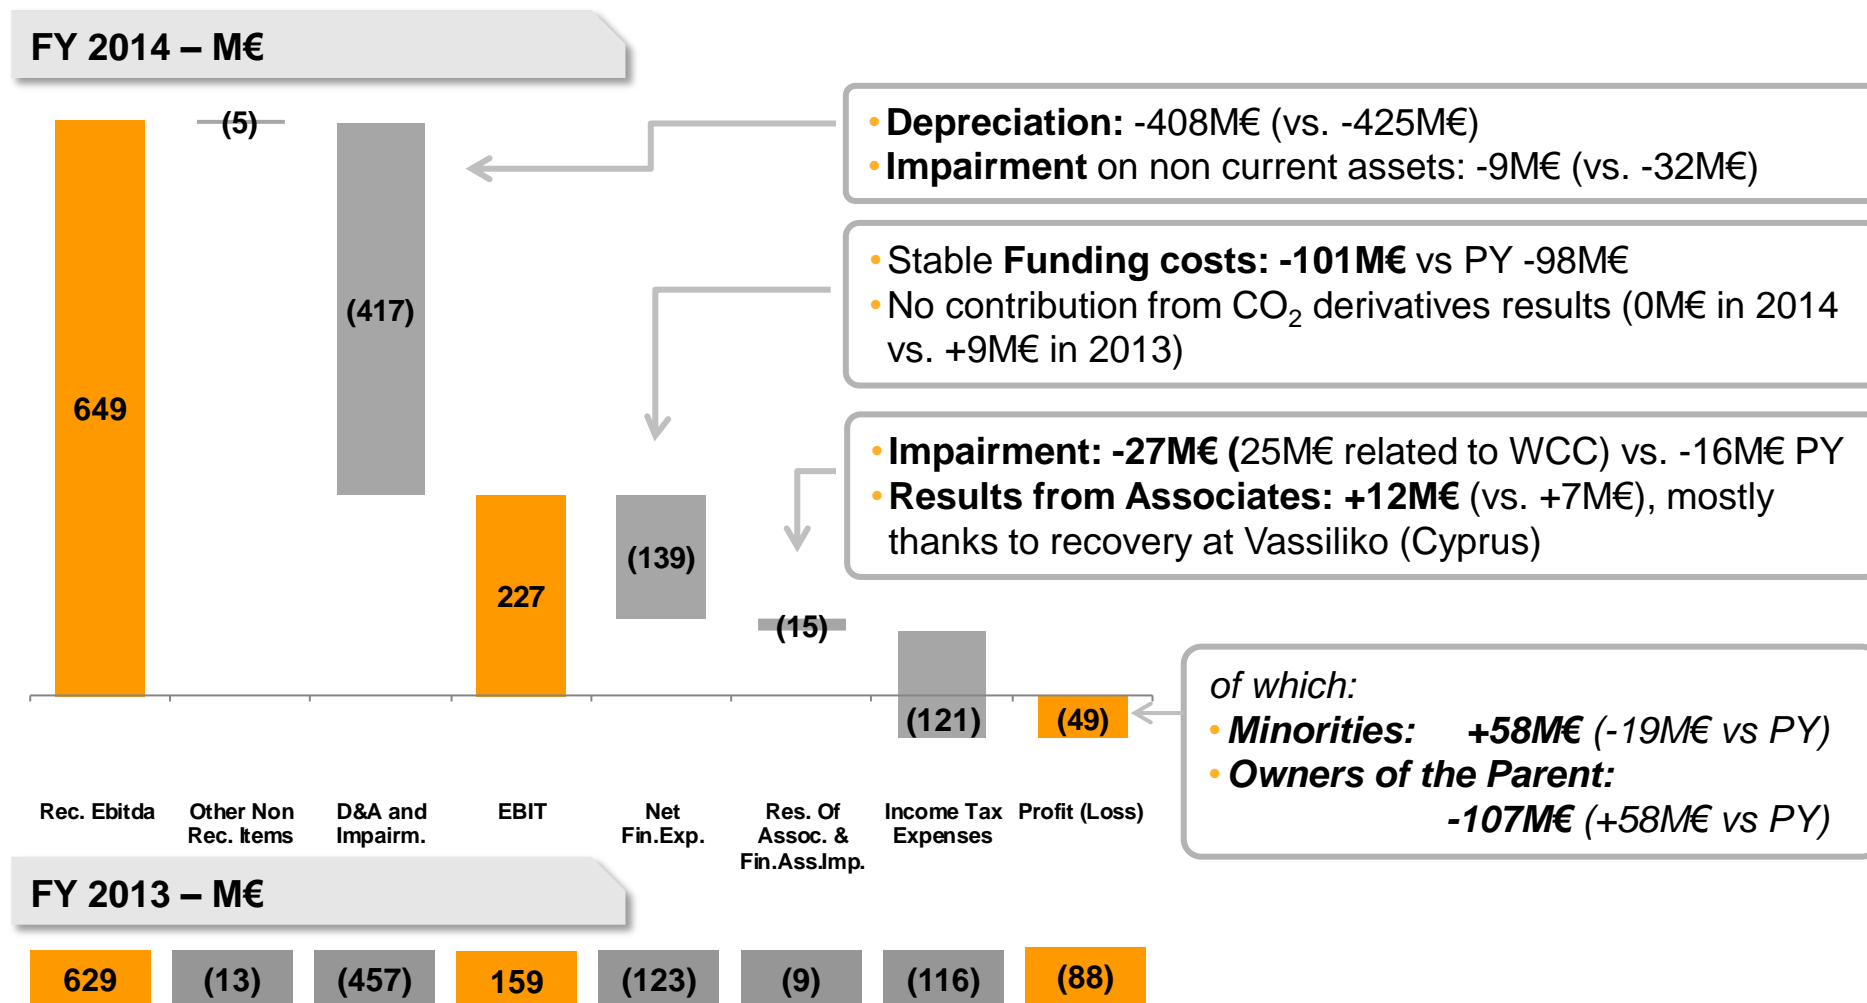 FY 2014 – M€
649
(5)
(417)
227
(139)
(15)
(121)
(49)
• Depreciation: -408M€ (vs. -425M€)
• Impairment on non current assets: -9M€ (vs. -32M€)
• Stable Funding costs: -101M€ vs PY -98M€
• No contribution from CO₂ derivatives results (0M€ in 2014
vs. +9M€ in 2013)
• Impairment: -27M€ (25M€ related to WCC) vs. -16M€ PY
• Results from Associates: +12M€ (vs. +7M€), mostly
thanks to recovery at Vassiliko (Cyprus)
of which:
• Minorities: +58M€ (-19M€ vs PY)
• Owners of the Parent:
-107M€ (+58M€ vs PY)
Rec. Ebitda
Other Non
Rec. Items
D&A and
Impairm.
EBIT
Net
Fin.Exp.
Res. Of
Assoc. &
Fin.Ass.Imp.
Income Tax
Expenses
Profit (Loss)
FY 2013 – M€
629 (13) (457) 159 (123) (9) (116) (88)